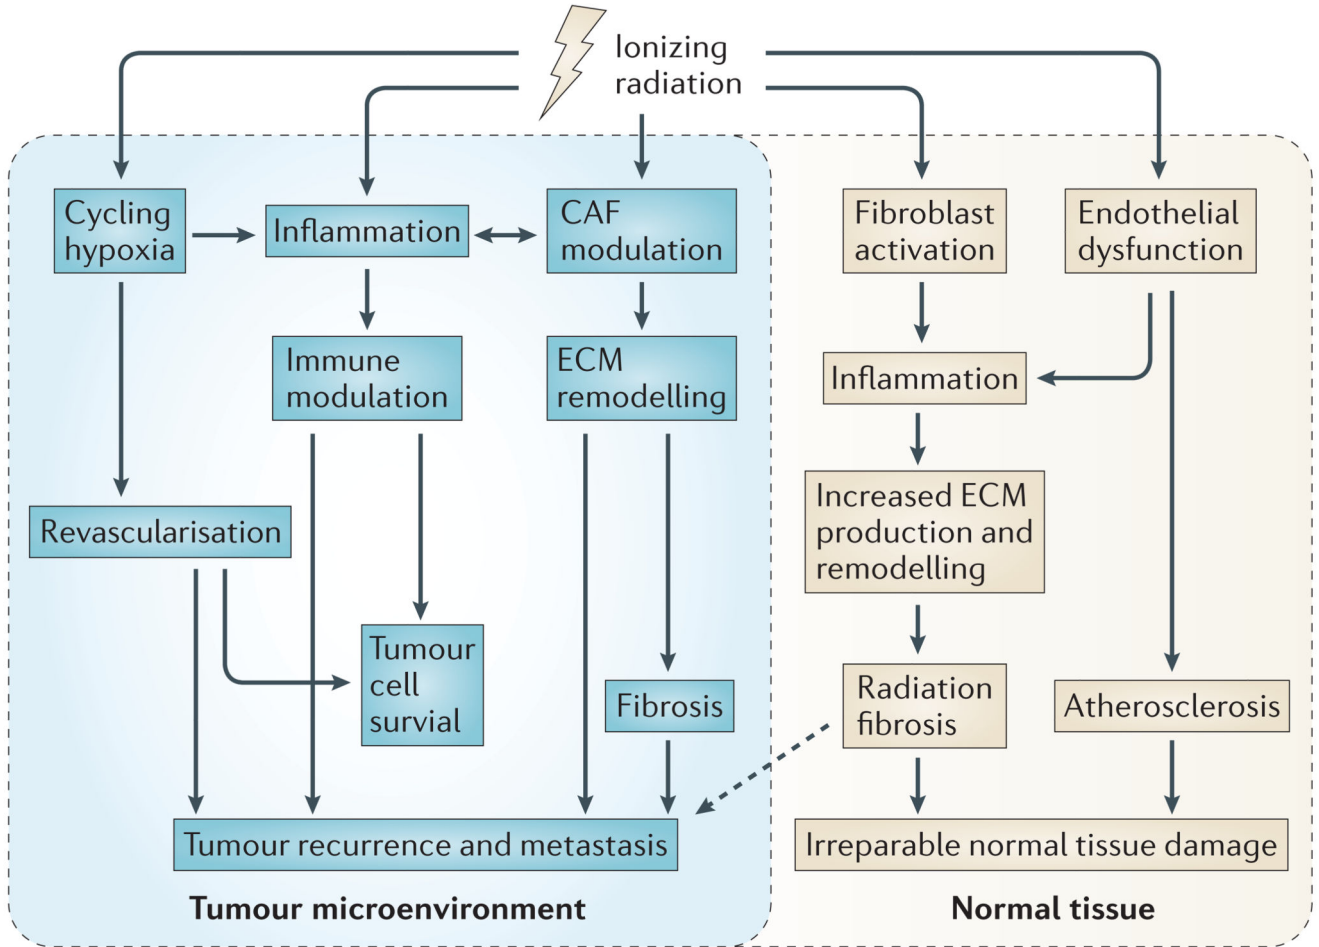 Ionizing
radiation
Cycling
hypoxia
Inflammation
CAF
modulation
Fibroblast
activation
Endothelial
dysfunction
Immune
modulation
ECM
remodelling
Inflammation
Revascularisation
Increased ECM
production and
remodelling
Tumour
cell
survial
Fibrosis
Radiation
fibrosis
Atherosclerosis
Tumour recurrence and metastasis
Irreparable normal tissue damage
Tumour microenvironment
Normal tissue